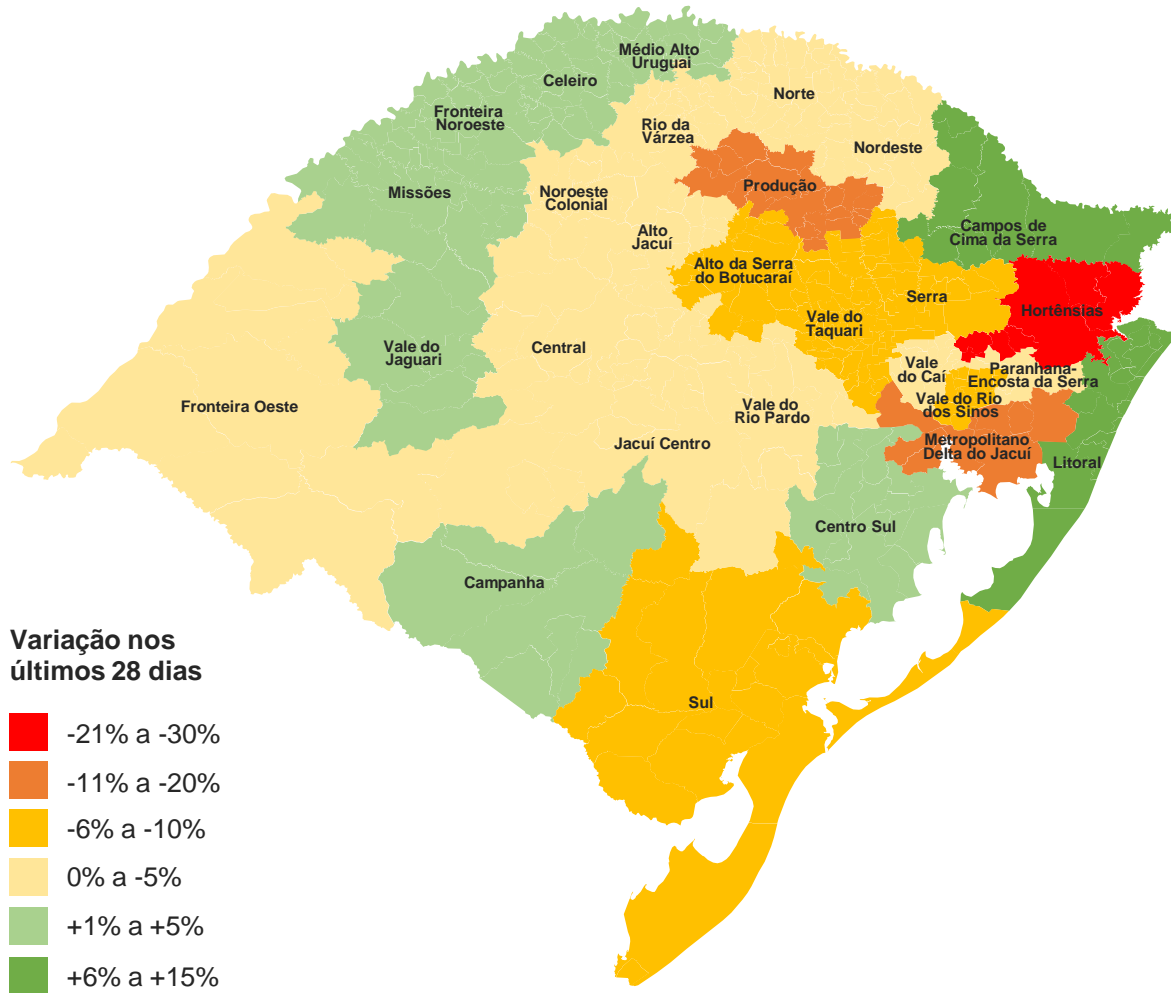 Médio Alto
Uruguai
Celeiro
Norte
Fronteira
Noroeste
Rio da
Várzea
Nordeste
Produção
Missões
Noroeste
Colonial
Campos de
Cima da Serra
Alto
Jacuí
Alto da Serra
do Botucaraí
Serra
Hortênsias
Vale do
Taquari
Vale do
Jaguari
Central
Vale
do Caí
Paranhana-
Encosta da Serra
Fronteira Oeste
Vale do
Rio Pardo
Vale do Rio
dos Sinos
Jacuí Centro
Metropolitano
Delta do Jacuí
Litoral
Centro Sul
Campanha
Sul
Variação nos
últimos 28 dias
-21% a -30%
-11% a -20%
-6% a -10%
0% a -5%
+1% a +5%
+6% a +15%